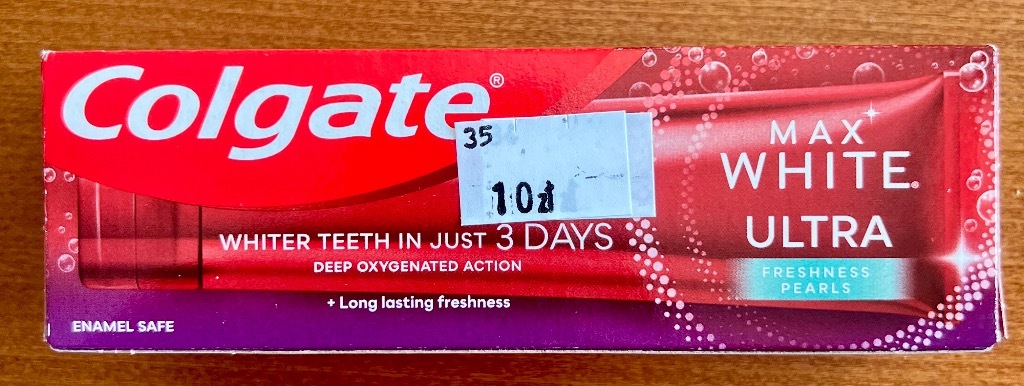 Colgate®
35
10zł
MAX
WHITE.
ULTRA
FRESHNESS
PEARLS
WHITER TEETH IN JUST 3 DAYS
DEEP OXYGENATED ACTION
+ Long lasting freshness
ENAMEL SAFE